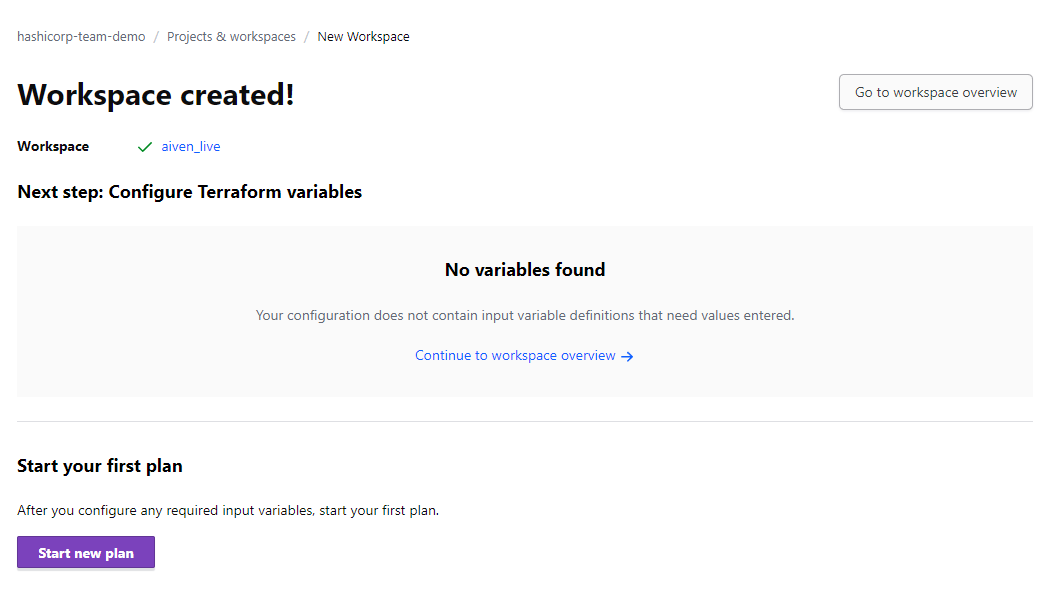 hashicorp-team-demo / Projects & workspaces / New Workspace
Workspace created!
Go to workspace overview
Workspace aiven_live
Next step: Configure Terraform variables
No variables found
Your configuration does not contain input variable definitions that need values entered.
Continue to workspace overview →
Start your first plan
After you configure any required input variables, start your first plan.
Start new plan